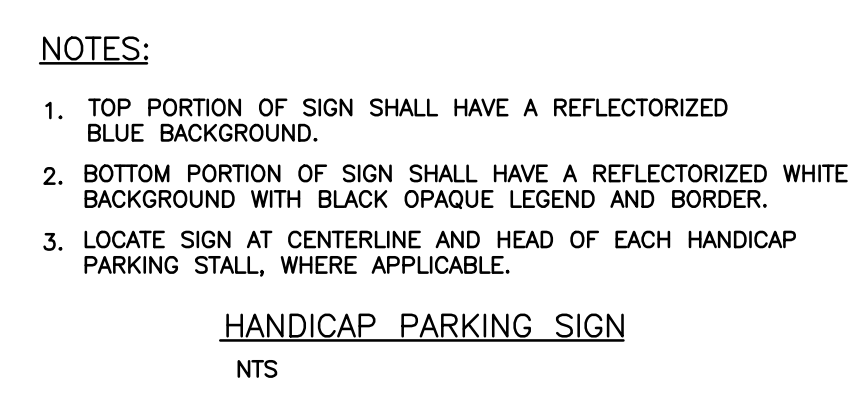 NOTES:
1. TOP PORTION OF SIGN SHALL HAVE A REFLECTORIZED
BLUE BACKGROUND.
2. BOTTOM PORTION OF SIGN SHALL HAVE A REFLECTORIZED WHITE
BACKGROUND WITH BLACK OPAQUE LEGEND AND BORDER.
3. LOCATE SIGN AT CENTERLINE AND HEAD OF EACH HANDICAP
PARKING STALL, WHERE APPLICABLE.
HANDICAP PARKING SIGN
NTS